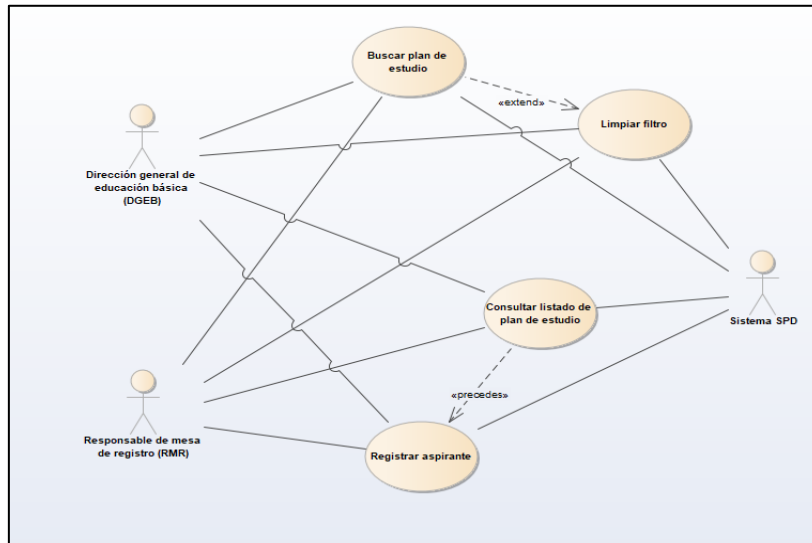 Buscar plan de
estudio
«extend»
Limpiar filtro
Dirección general de
educación básica
(DGEB)
Consultar listado de
plan de estudio
Sistema SPD
«precedes»
Responsable de mesa
de registro (RMR)
Registrar aspirante